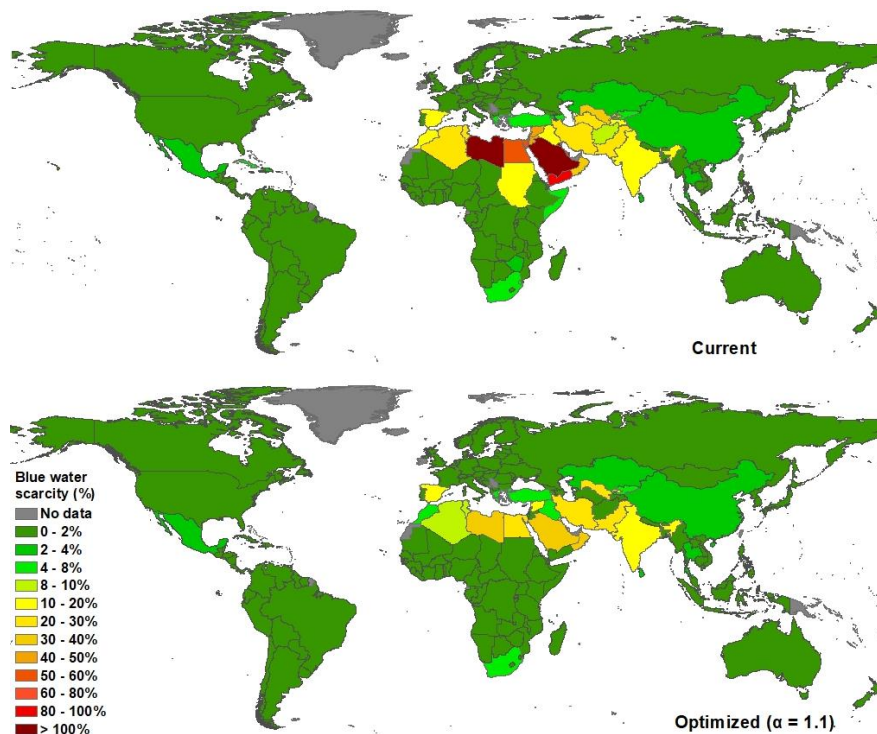 Current
Blue water
scarcity (%)
No data
0 - 2%
2 - 4%
4 - 8%
8 - 10%
10 - 20%
20 - 30%
30 - 40%
40 - 50%
50 - 60%
60 - 80%
80 - 100%
> 100%
Optimized (α = 1.1)